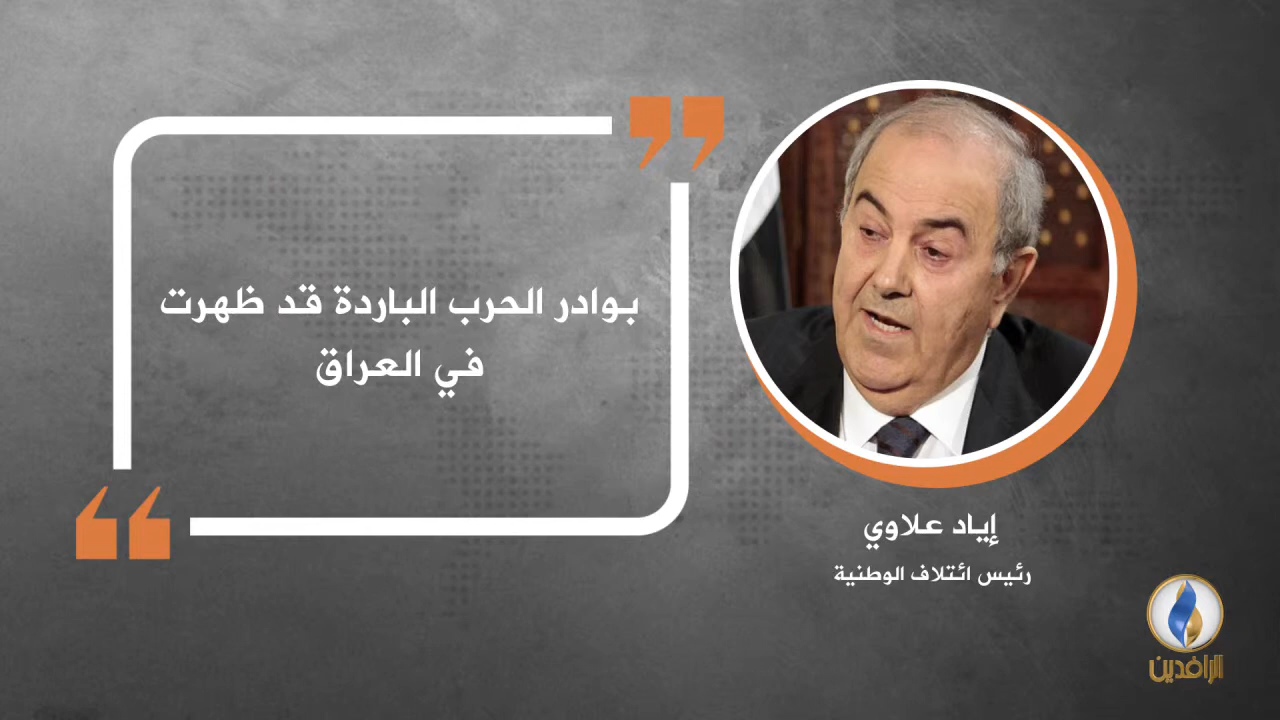 بوادر الحرب الباردة قد ظهرت
في العراق
إياد علاوي
رئيس ائتلاف الوطنية
الرافدين